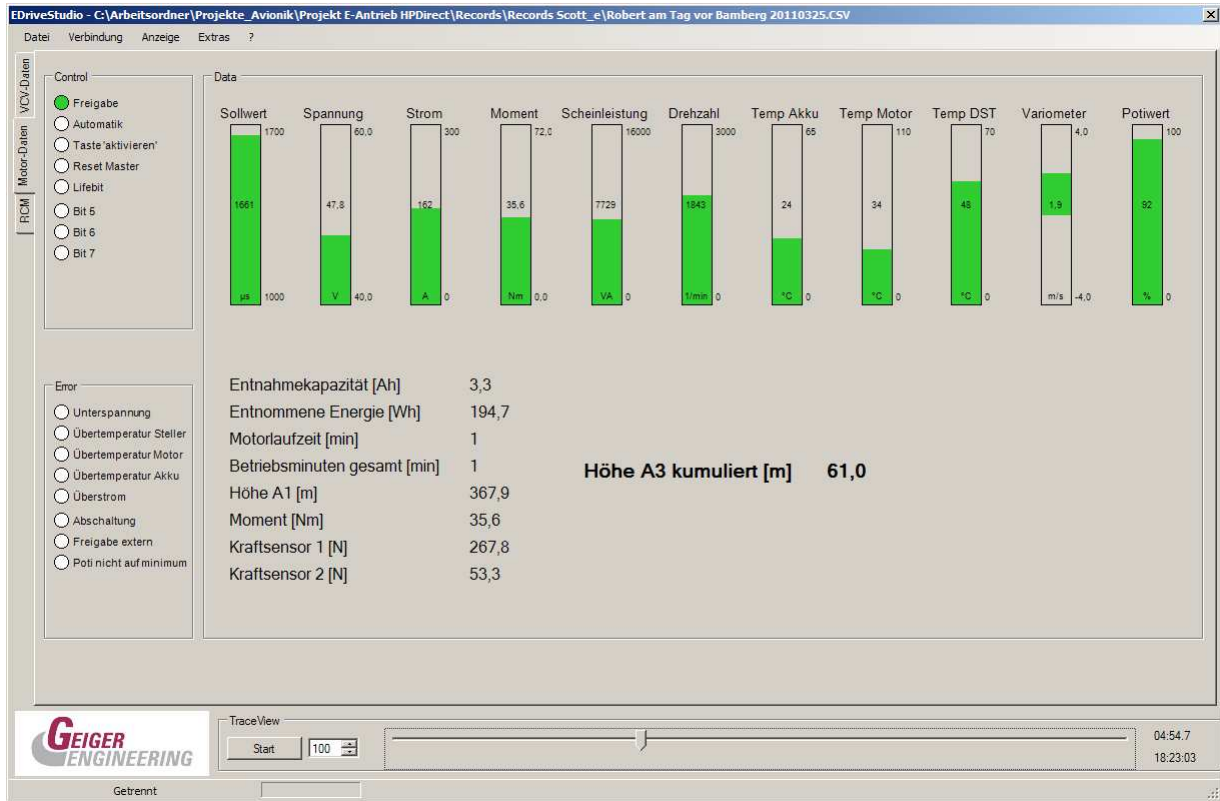 EDriveStudio - C:\Arbeitsordner\Projekte_Avionik\Projekt E-Antrieb HPDirect\Records\Records Scott_e\Robert am Tag vor Bamberg 20110325.CSV
Datei Verbindung Anzeige Extras ?
VCV-Daten
Motor-Daten
RCM
Control
Freigabe
Automatik
Taste 'aktivieren'
Reset Master
Lifebit
Bit 5
Bit 6
Bit 7
Data
Sollwert Spannung Strom Moment Scheinleistung Drehzahl Temp Akku Temp Motor Temp DST Variometer Potiwert
1700 60,0 300 72,0 16000 3000 65 110 70 4,0 100
1661 47,8 162 35,6 7729 1843 24 34 48 1,9 92
µs 1000 V 40,0 A 0 Nm 0,0 VA 0 1/min 0 °C 0 °C 0 °C 0 m/s -4,0 % 0
Error
Unterspannung
Übertemperatur Steller
Übertemperatur Motor
Übertemperatur Akku
Überstrom
Abschaltung
Freigabe extern
Poti nicht auf minimum
Entnahmekapazität [Ah] 3,3
Entnommene Energie [Wh] 194,7
Motorlaufzeit [min] 1
Betriebsminuten gesamt [min] 1
Höhe A3 kumuliert [m] 61,0
Höhe A1 [m] 367,9
Moment [Nm] 35,6
Kraftsensor 1 [N] 267,8
Kraftsensor 2 [N] 53,3
GEIGER
ENGINEERING
TraceView
Start 100
04:54.7
18:23:03
Getrennt